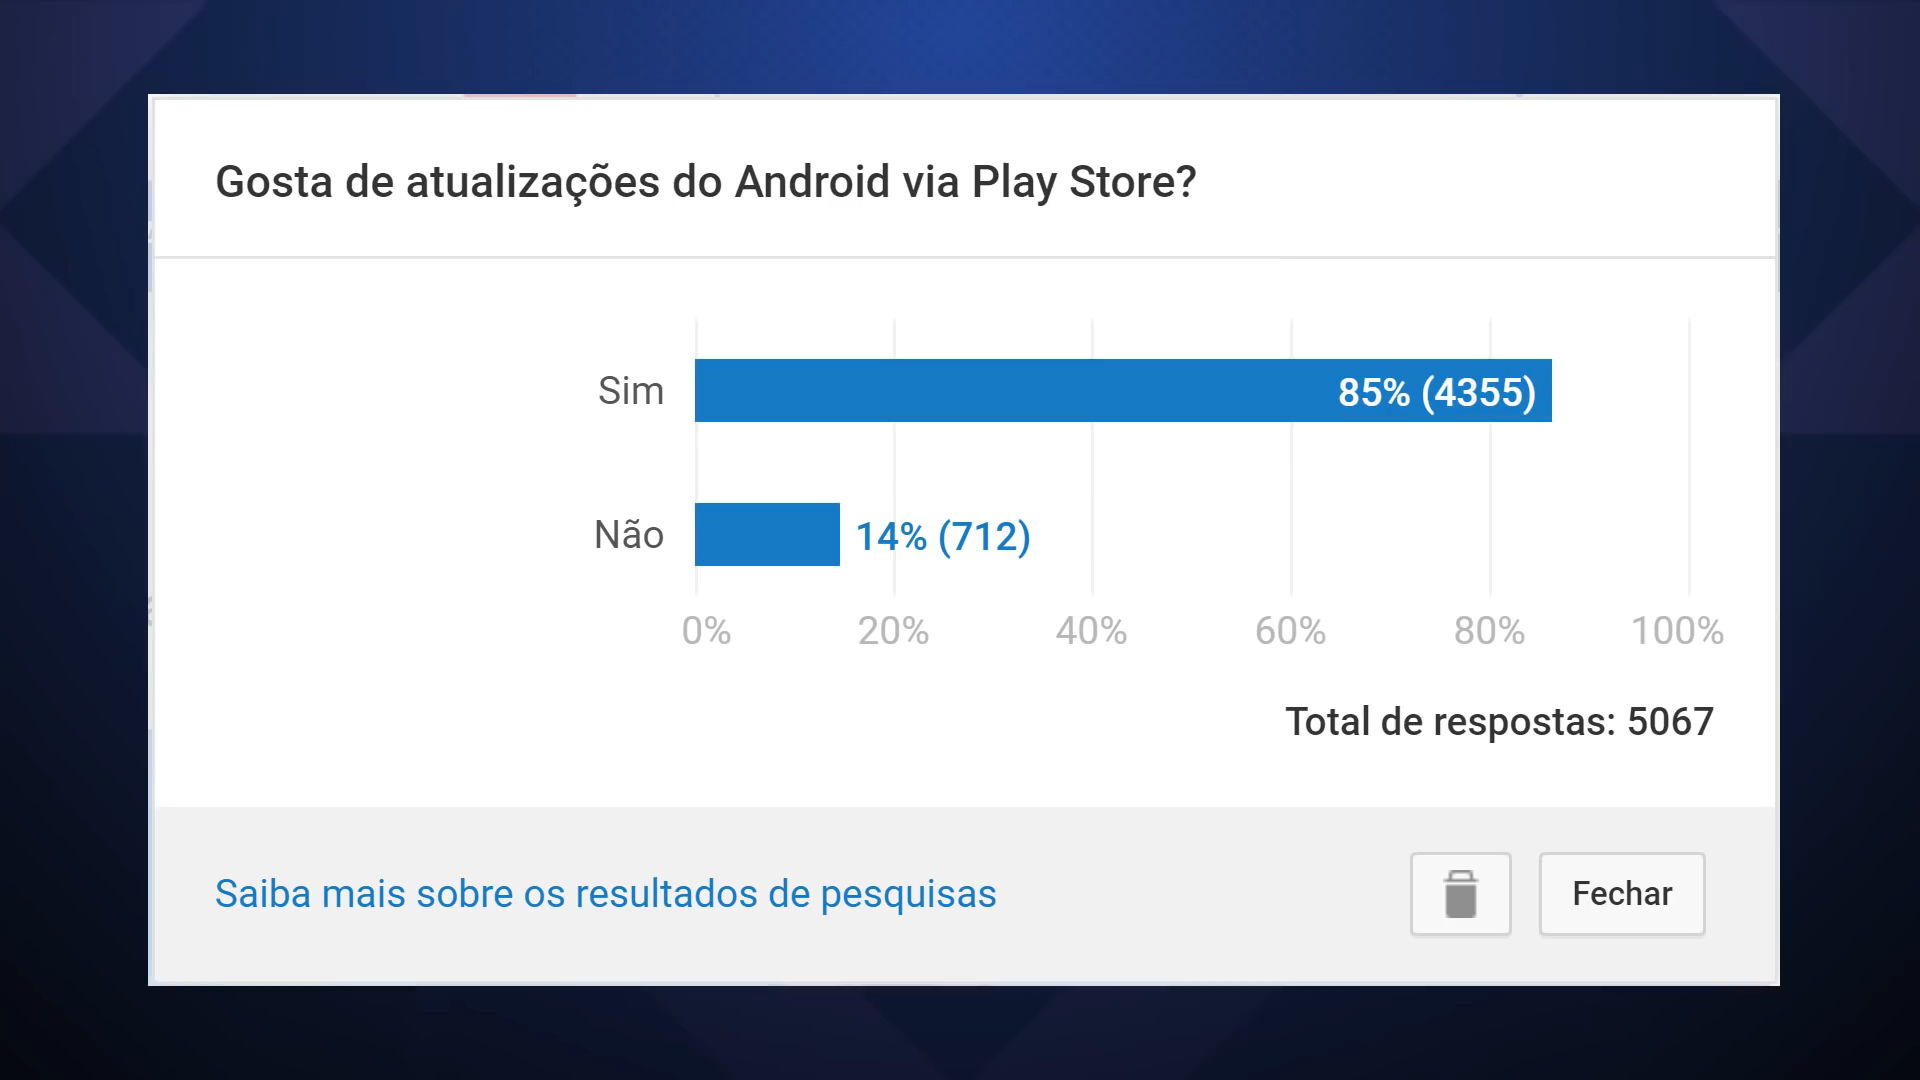 Gosta de atualizações do Android via Play Store?
Sim 85% (4355)
Não 14% (712)
0% 20% 40% 60% 80% 100%
Total de respostas: 5067
Saiba mais sobre os resultados de pesquisas Fechar